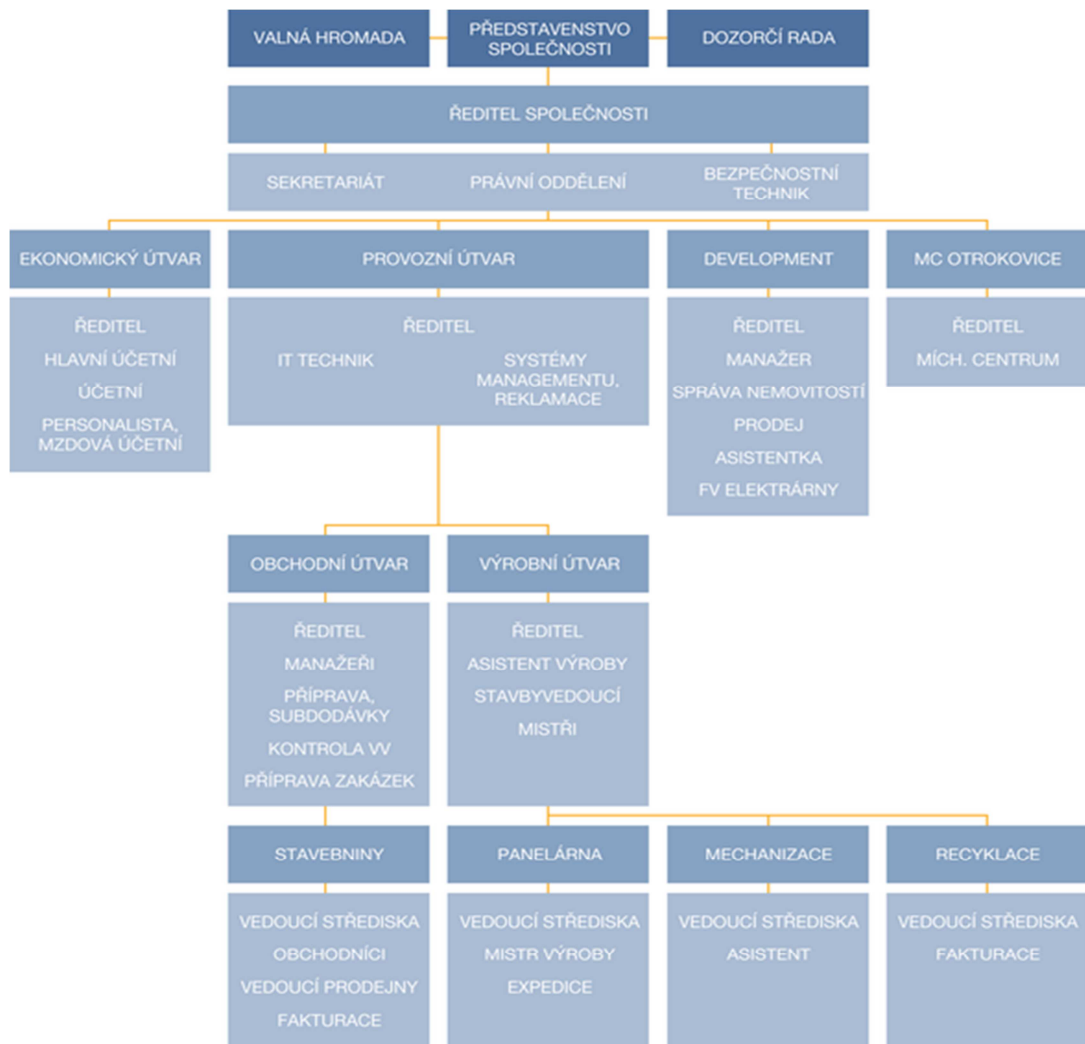 VALNÁ HROMADA
PŘEDSTAVENSTVO
SPOLEČNOSTI
DOZORČÍ RADA
ŘEDITEL SPOLEČNOSTI
SEKRETARIÁT
PRÁVNÍ ODDĚLENÍ
BEZPEČNOSTNÍ
TECHNIK
EKONOMICKÝ ÚTVAR
ŘEDITEL
HLAVNÍ ÚČETNÍ
ÚČETNÍ
PERSONALISTA,
MZDOVÁ ÚČETNÍ
PROVOZNÍ ÚTVAR
ŘEDITEL
IT TECHNIK
SYSTÉMY
MANAGEMENTU,
REKLAMACE
DEVELOPMENT
ŘEDITEL
MANAŽER
SPRÁVA NEMOVITOSTÍ
PRODEJ
ASISTENTKA
FV ELEKTRÁRNY
MC OTROKOVICE
ŘEDITEL
MÍCH. CENTRUM
OBCHODNÍ ÚTVAR
ŘEDITEL
MANAŽEŘI
PŘÍPRAVA,
SUBDODÁVKY
KONTROLA VV
PŘÍPRAVA ZAKÁZEK
VÝROBNÍ ÚTVAR
ŘEDITEL
ASISTENT VÝROBY
STAVBYVEDOUCÍ
MISTŘI
STAVEBNINY
VEDOUCÍ STŘEDISKA
OBCHODNÍCI
VEDOUCÍ PRODEJNY
FAKTURACE
PANELÁRNA
VEDOUCÍ STŘEDISKA
MISTR VÝROBY
EXPEDICE
MECHANIZACE
VEDOUCÍ STŘEDISKA
ASISTENT
RECYKLACE
VEDOUCÍ STŘEDISKA
FAKTURACE